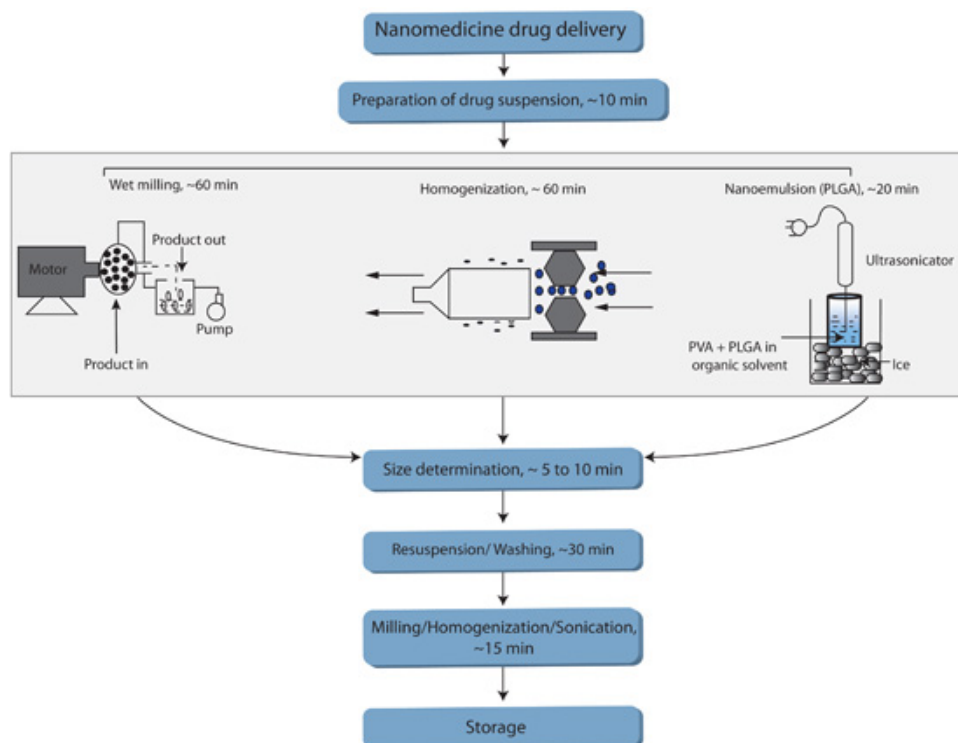 Nanomedicine drug delivery
Preparation of drug suspension, ~10 min
Wet milling, ~60 min
Homogenization, ~ 60 min
Nanoemulsion (PLGA), ~20 min
Product out
Motor
Ultrasonicator
Pump
Product in
PVA + PLGA in
organic solvent
Ice
Size determination, ~ 5 to 10 min
Resuspension/ Washing, ~30 min
Milling/Homogenization/Sonication,
~15 min
Storage